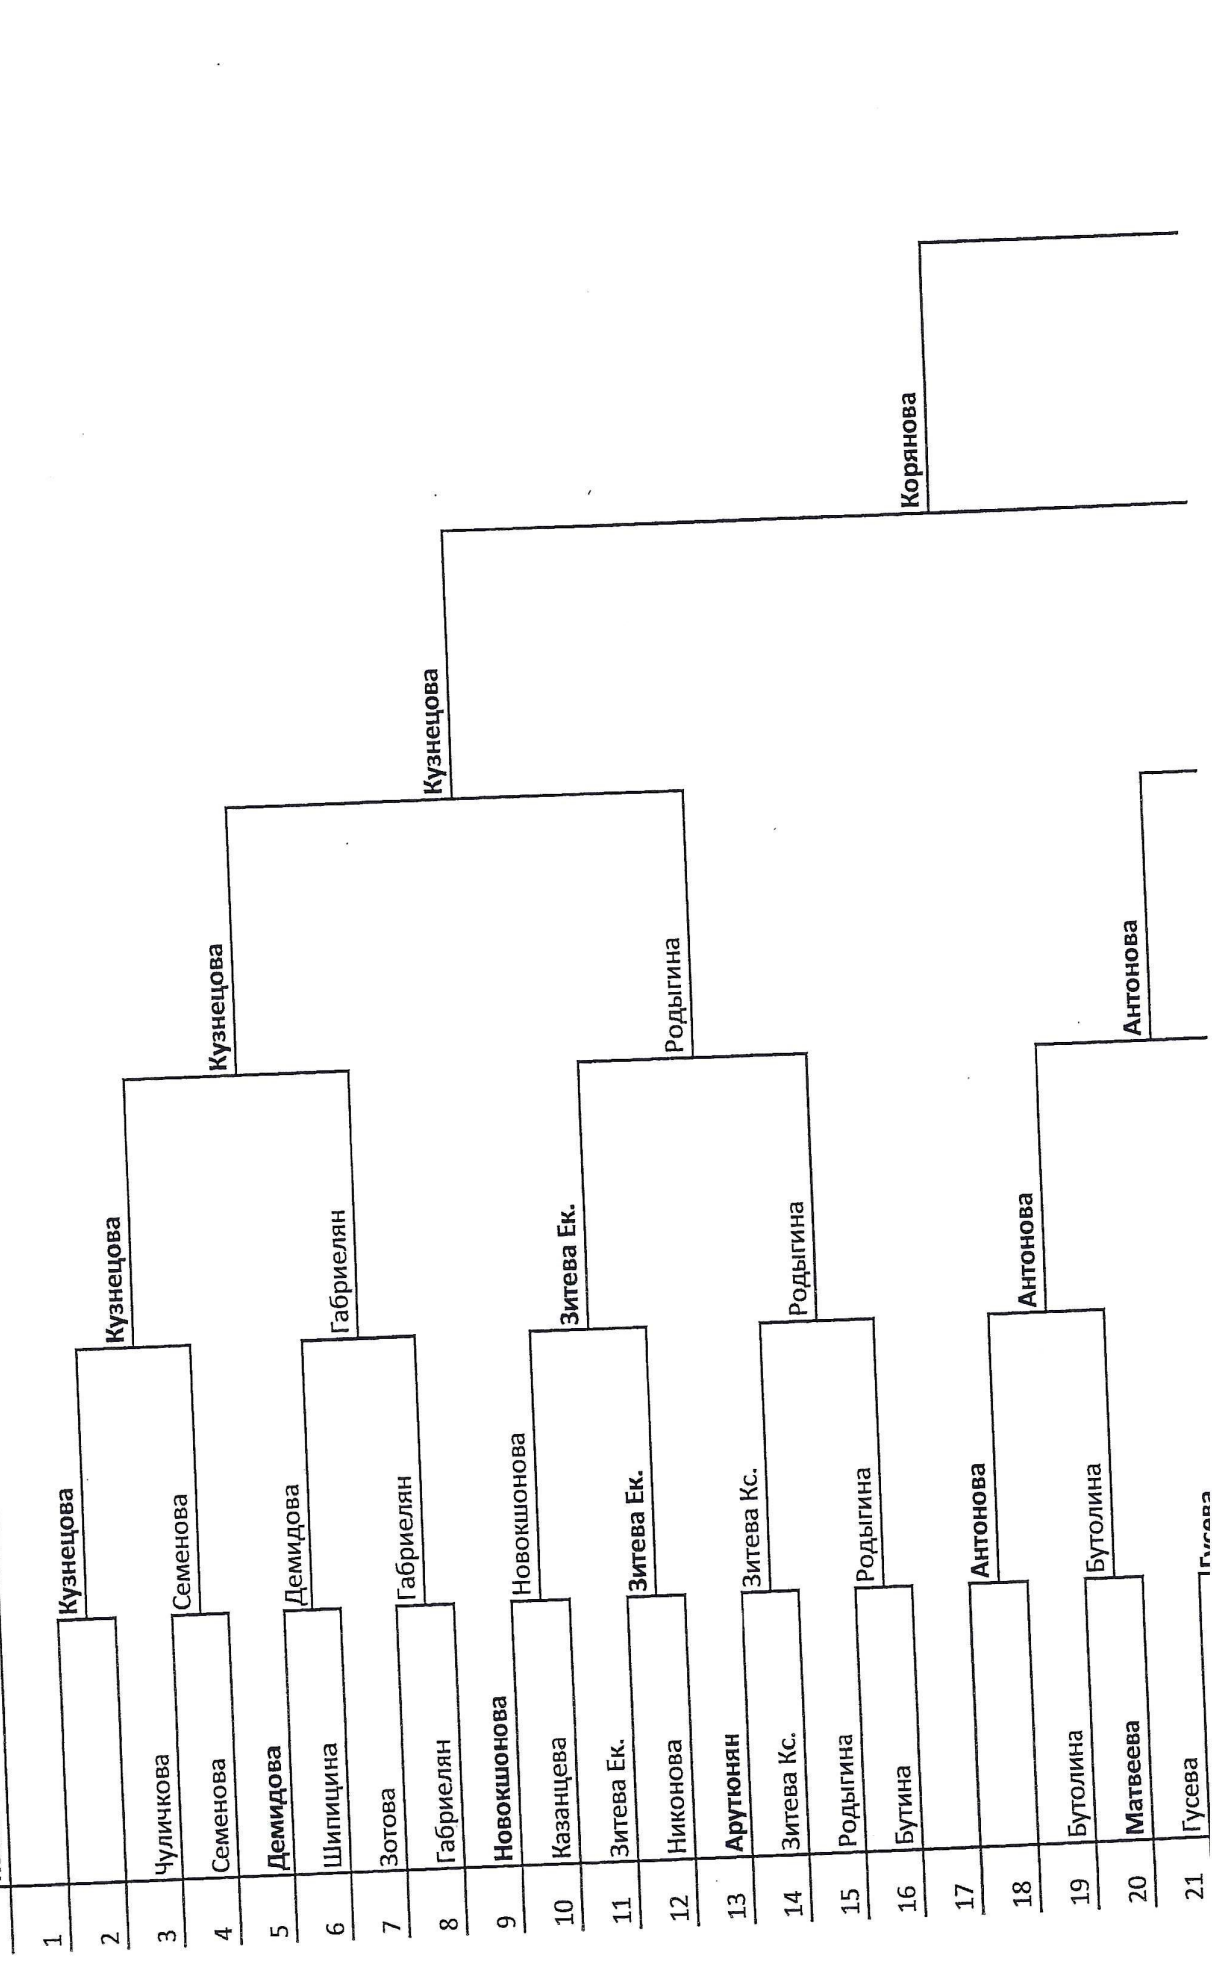 1
2
3 Чуличкова
4 Семенова
5 Демидова
6 Шипицина
7 Зотова
8 Габриелян
9 Новокшонова
10 Казанцева
11 Зитева Ек.
12 Никонова
13 Арутюнян
14 Зитева Кс.
15 Родыгина
16 Бутина
17
18
19 Бутолина
20 Матвеева
21 Гусева
Кузнецова
Семенова
Демидова
Габриелян
Новокшонова
Зитева Ек.
Зитева Кс.
Родыгина
Антонова
Бутолина
Гусева
Кузнецова
Габриелян
Зитева Ек.
Родыгина
Антонова
Кузнецова
Родыгина
Антонова
Кузнецова
Корянова